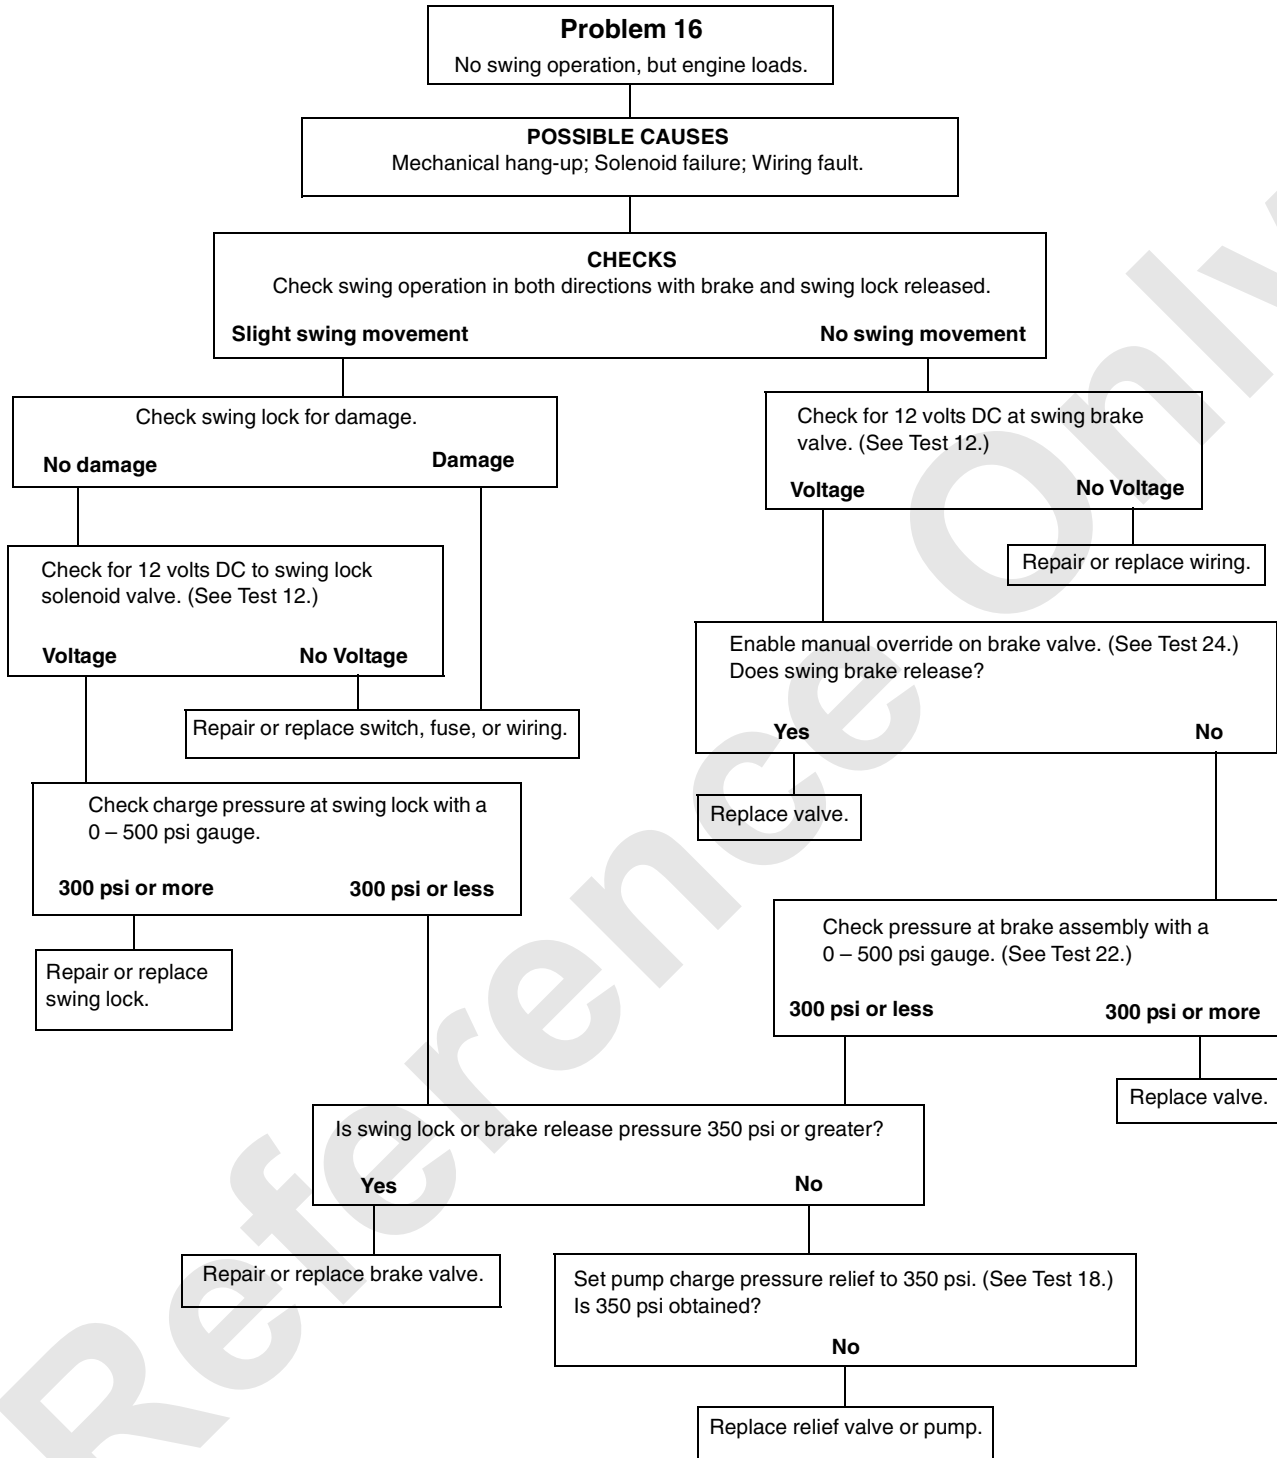 Problem 16
No swing operation, but engine loads.
POSSIBLE CAUSES
Mechanical hang-up; Solenoid failure; Wiring fault.
CHECKS
Check swing operation in both directions with brake and swing lock released.
Slight swing movement
No swing movement
Check swing lock for damage.
No damage
Damage
Check for 12 volts DC at swing brake
valve. (See Test 12.)
Voltage
No Voltage
Repair or replace wiring.
Check for 12 volts DC to swing lock
solenoid valve. (See Test 12.)
Voltage
No Voltage
Repair or replace switch, fuse, or wiring.
Enable manual override on brake valve. (See Test 24.)
Does swing brake release?
Yes
No
Replace valve.
Check charge pressure at swing lock with a
0 – 500 psi gauge.
300 psi or more
300 psi or less
Repair or replace
swing lock.
Check pressure at brake assembly with a
0 – 500 psi gauge. (See Test 22.)
300 psi or less
300 psi or more
Replace valve.
Is swing lock or brake release pressure 350 psi or greater?
Yes
No
Repair or replace brake valve.
Set pump charge pressure relief to 350 psi. (See Test 18.)
Is 350 psi obtained?
No
Replace relief valve or pump.
Reference Only